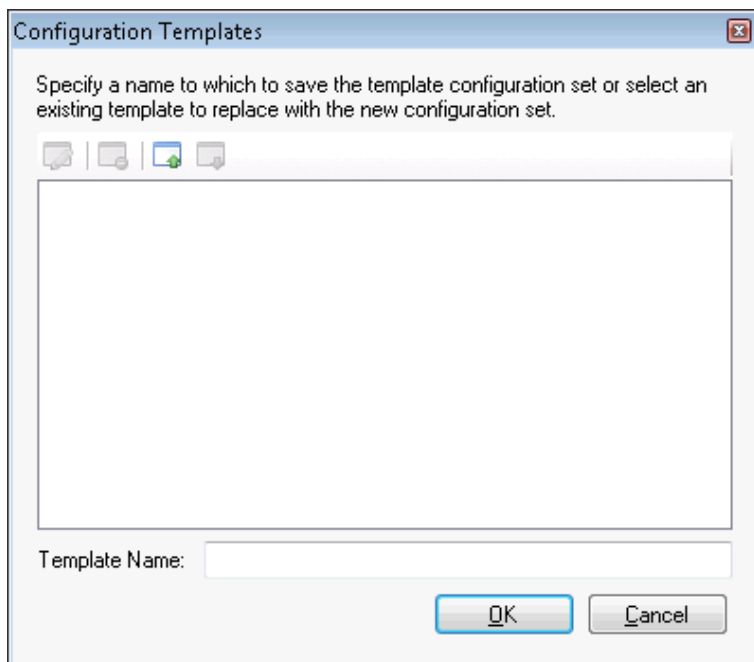 Configuration Templates
Specify a name to which to save the template configuration set or select an
existing template to replace with the new configuration set.
Template Name:
OK
Cancel